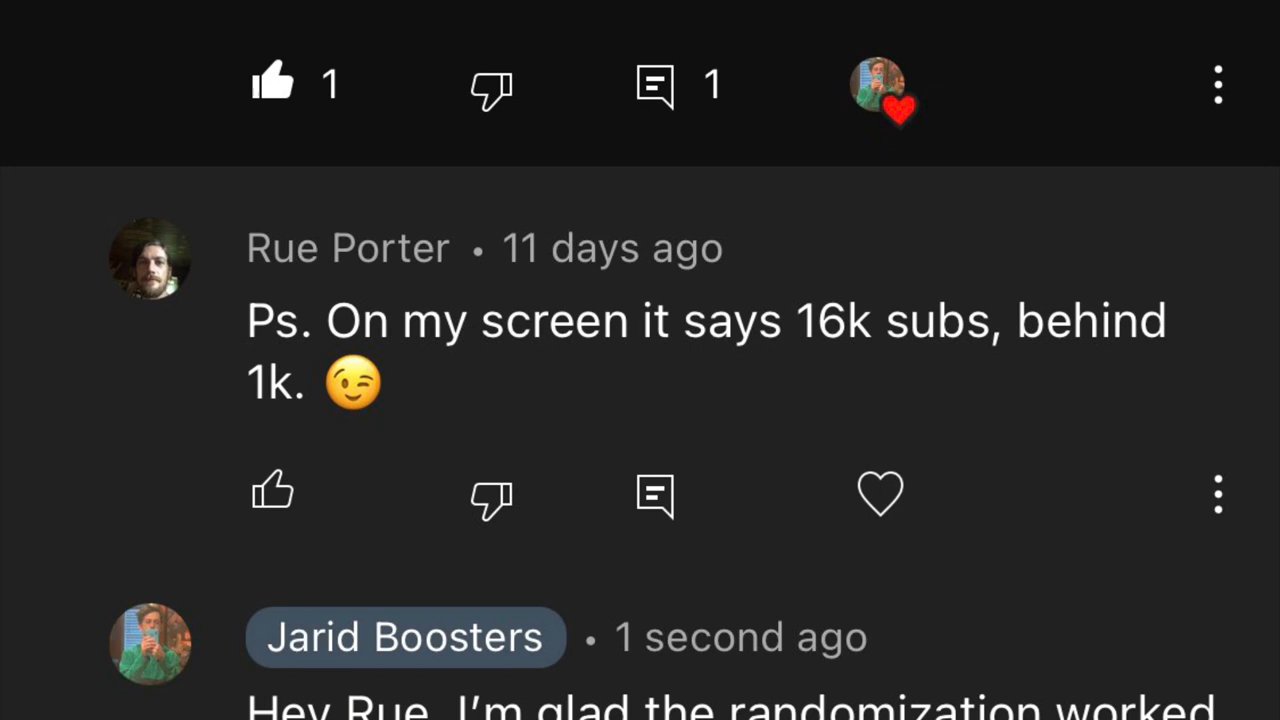 1 1
Rue Porter • 11 days ago
Ps. On my screen it says 16k subs, behind
1k. 😉
Jarid Boosters • 1 second ago
Hey Rue, I’m glad the randomization worked